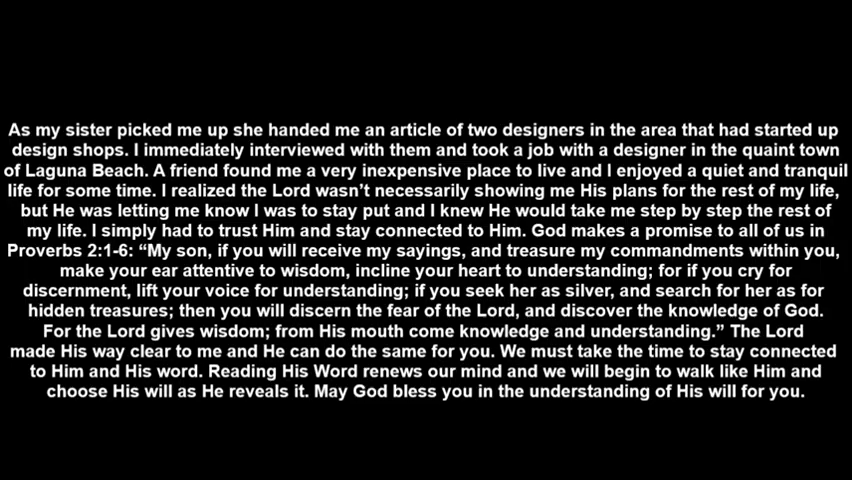 As my sister picked me up she handed me an article of two designers in the area that had started up
design shops. I immediately interviewed with them and took a job with a designer in the quaint town
of Laguna Beach. A friend found me a very inexpensive place to live and I enjoyed a quiet and tranquil
life for some time. I realized the Lord wasn’t necessarily showing me His plans for the rest of my life,
but He was letting me know I was to stay put and I knew He would take me step by step the rest of
my life. I simply had to trust Him and stay connected to Him. God makes a promise to all of us in
Proverbs 2:1-6: “My son, if you will receive my sayings, and treasure my commandments within you,
make your ear attentive to wisdom, incline your heart to understanding; for if you cry for
discernment, lift your voice for understanding; if you seek her as silver, and search for her as for
hidden treasures; then you will discern the fear of the Lord, and discover the knowledge of God.
For the Lord gives wisdom; from His mouth come knowledge and understanding.” The Lord
made His way clear to me and He can do the same for you. We must take the time to stay connected
to Him and His word. Reading His Word renews our mind and we will begin to walk like Him and
choose His will as He reveals it. May God bless you in the understanding of His will for you.